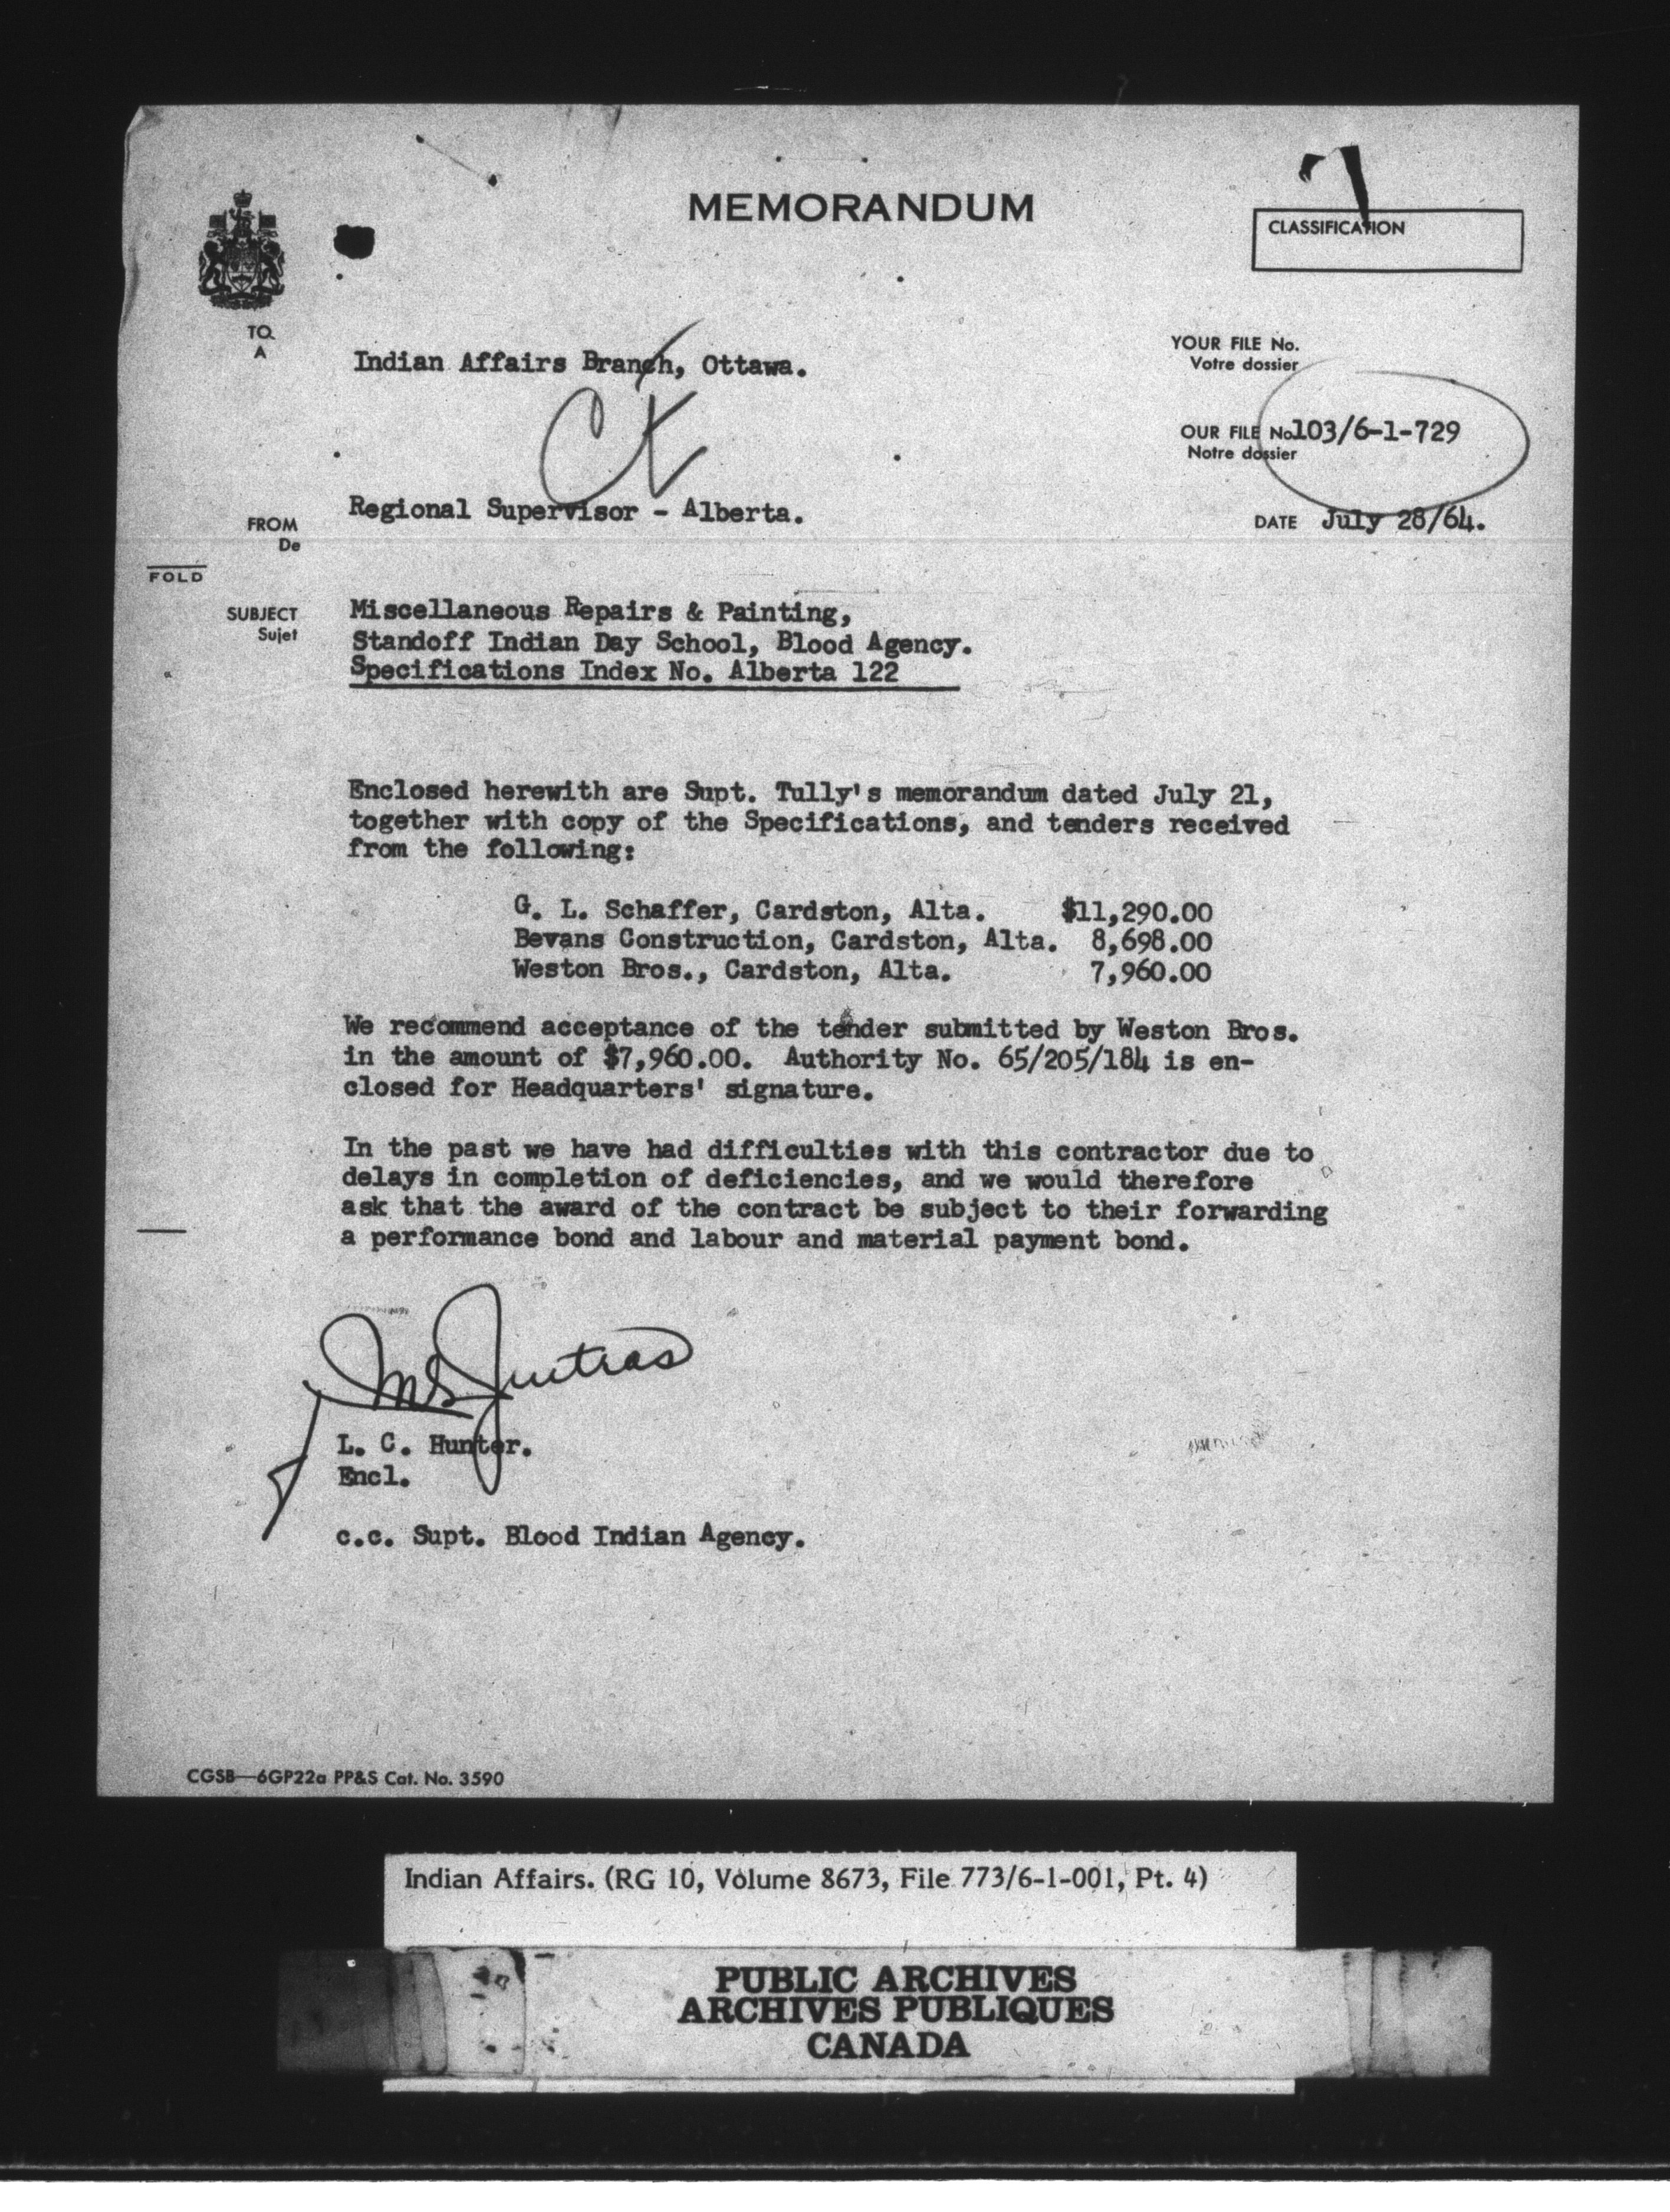 MEMORANDUM
CLASSIFICATION
TO
A
Indian Affairs Branch, Ottawa.
YOUR FILE No.
Votre dossier
Ct
OUR FILE No. 103/6-1-729
Notre dossier
FROM
De
Regional Supervisor - Alberta.
DATE July 28/64.
FOLD
SUBJECT
Sujet
Miscellaneous Repairs & Painting,
Standoff Indian Day School, Blood Agency.
Specifications Index No. Alberta 122
Enclosed herewith are Supt. Tully's memorandum dated July 21,
together with copy of the Specifications, and tenders received
from the following:
G. L. Schaffer, Cardston, Alta. $11,290.00
Bevans Construction, Cardston, Alta. 8,698.00
Weston Bros., Cardston, Alta. 7,960.00
We recommend acceptance of the tender submitted by Weston Bros.
in the amount of $7,960.00. Authority No. 65/205/184 is en-
closed for Headquarters' signature.
In the past we have had difficulties with this contractor due to
delays in completion of deficiencies, and we would therefore
ask that the award of the contract be subject to their forwarding
a performance bond and labour and material payment bond.
Jutras
L. C. Hunter.
Encl.
c.c. Supt. Blood Indian Agency.
CGSB—6GP22a PP&S Cat. No. 3590
Indian Affairs. (RG 10, Volume 8673, File 773/6-1-001, Pt. 4)
PUBLIC ARCHIVES
ARCHIVES PUBLIQUES
CANADA